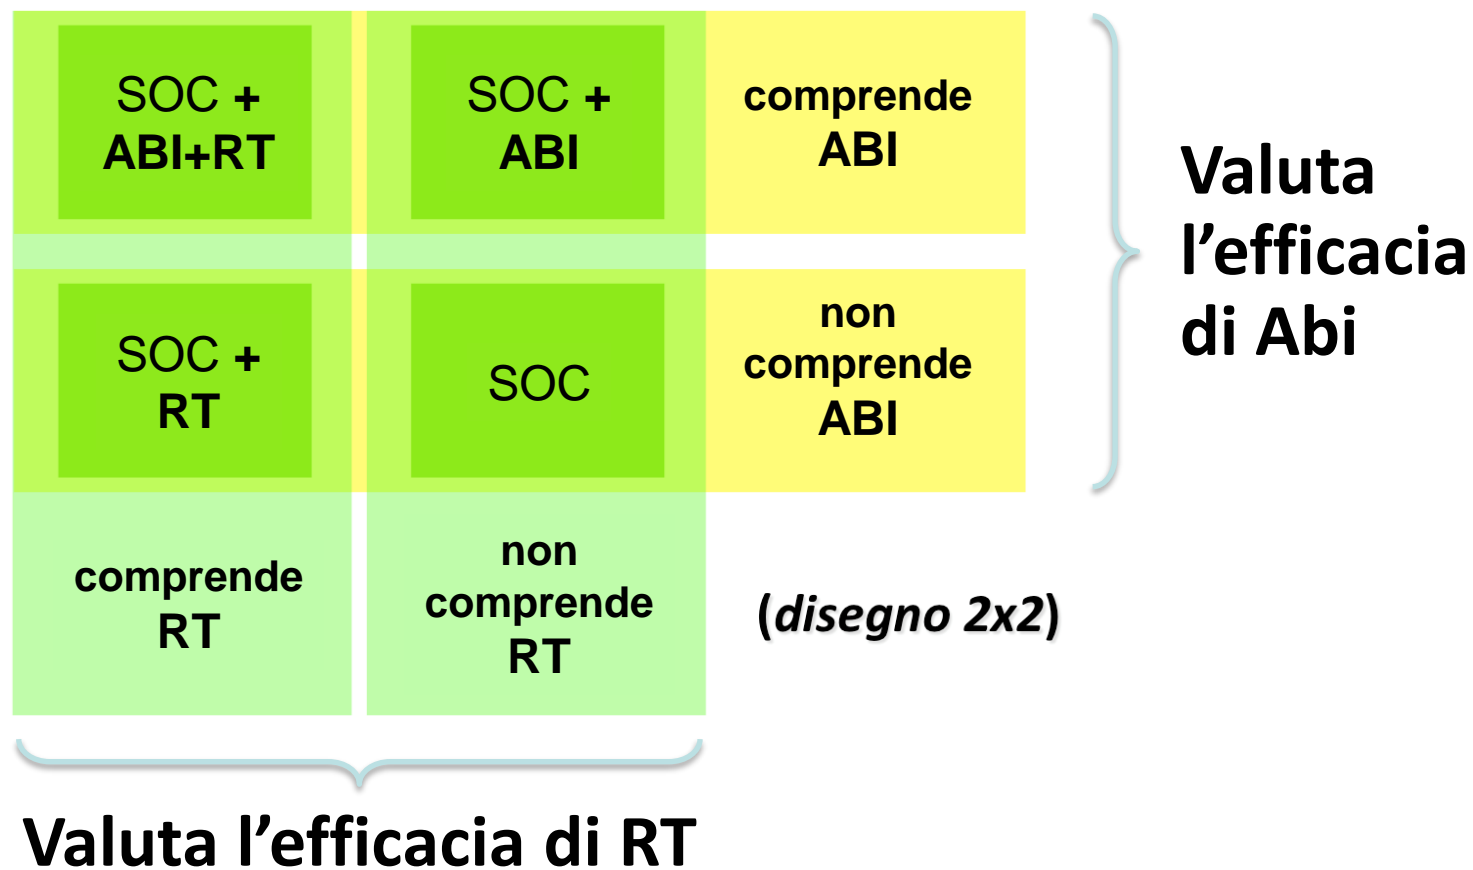 SOC +
ABI+RT
SOC +
ABI
comprende
ABI
Valuta
l’efficacia
di Abi
SOC +
RT
SOC
non
comprende
ABI
comprende
RT
non
comprende
RT
(disegno 2x2)
Valuta l’efficacia di RT